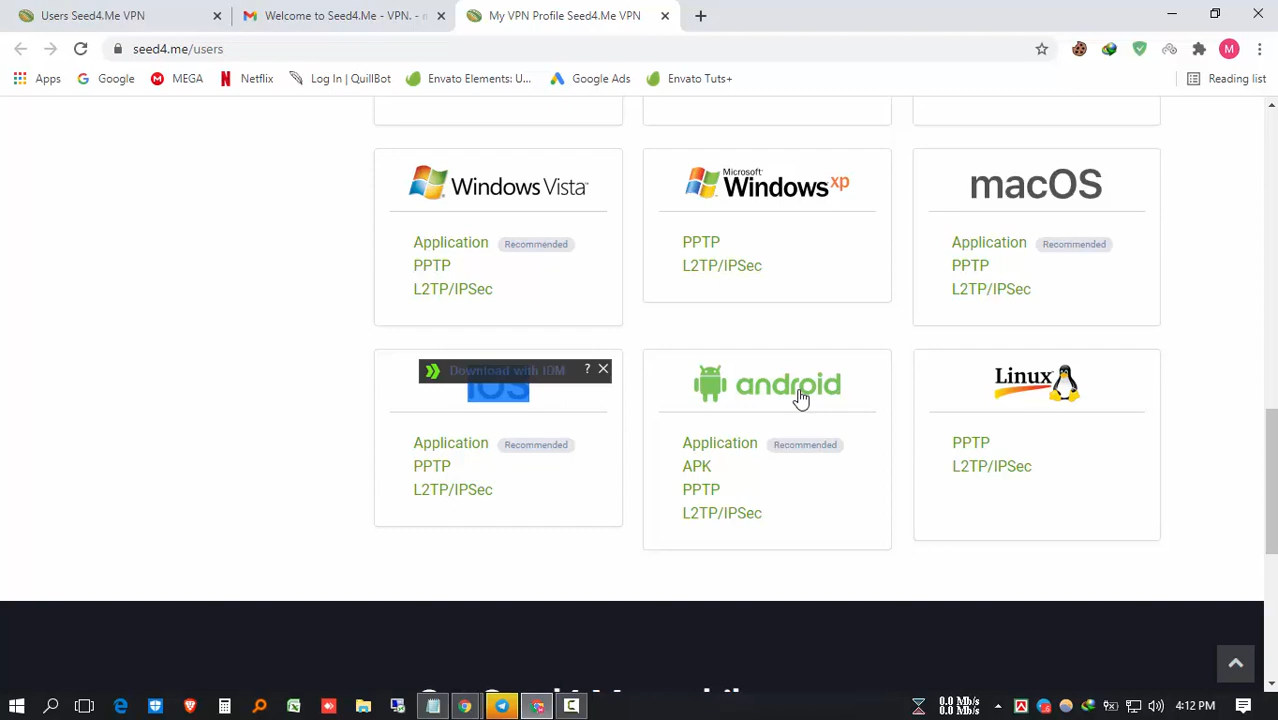 Users Seed4.Me VPN
Welcome to Seed4.Me - VPN. -
My VPN Profile Seed4.Me VPN
seed4.me/users
M
Apps
Google
MEGA
Netflix
Log In | QuillBot
Envato Elements: U...
Google Ads
Envato Tuts+
Reading list
Windows Vista
Microsoft
Windows xp
macOS
Application Recommended
PPTP
L2TP/IPSec
PPTP
L2TP/IPSec
Application Recommended
PPTP
L2TP/IPSec
Download with IDM ? ×
iOS
android
Linux
Application Recommended
PPTP
L2TP/IPSec
Application Recommended
APK
PPTP
L2TP/IPSec
PPTP
L2TP/IPSec
0.0 Mb/s
0.0 Mb/s
4:12 PM